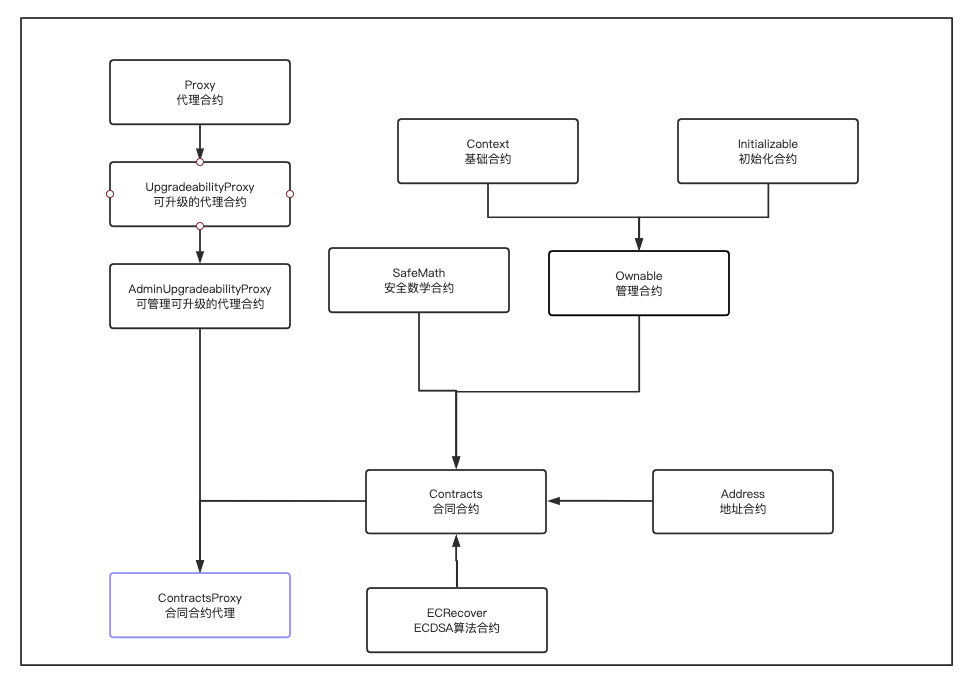 Proxy
代理合约
Context
基础合约
Initializable
初始化合约
UpgradeabilityProxy
可升级的代理合约
SafeMath
安全数学合约
Ownable
管理合约
AdminUpgradeabilityProxy
可管理可升级的代理合约
Contracts
合同合约
Address
地址合约
ContractsProxy
合同合约代理
ECRecover
ECDSA算法合约